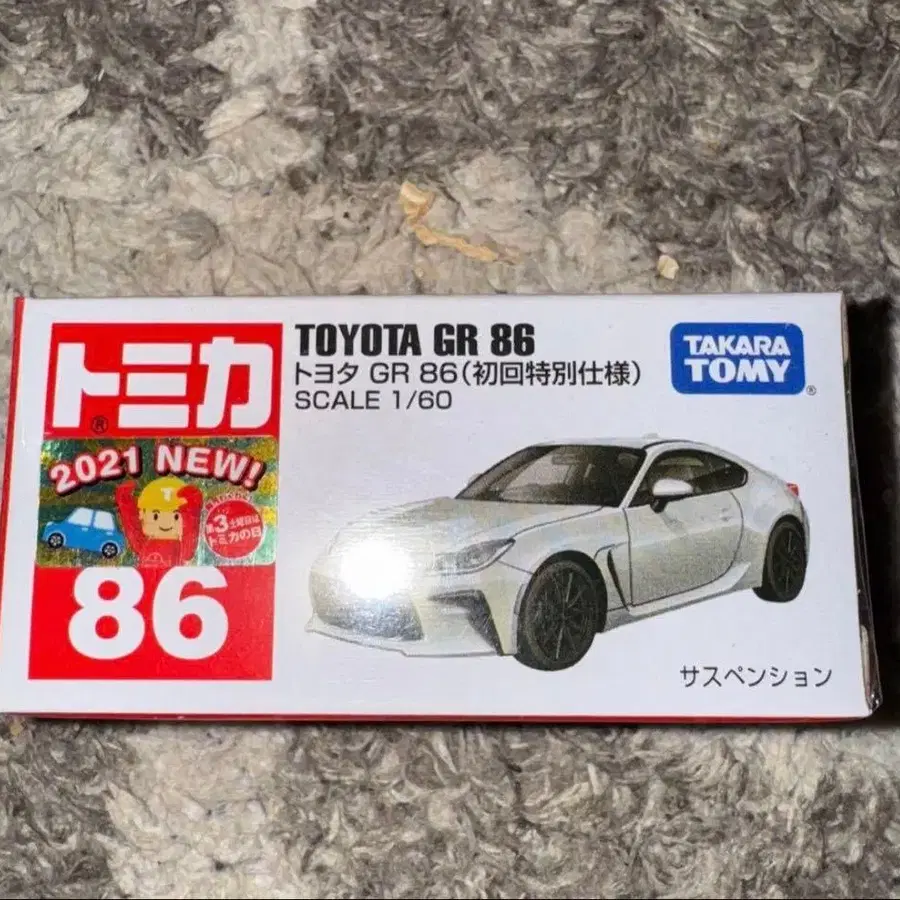 トミカ
®
2021 NEW!
T
第3土曜日は
トミカの日
86
TOYOTA GR 86
トヨタ GR 86(初回特別仕様)
SCALE 1/60
TAKARA
TOMY
®
サスペンション